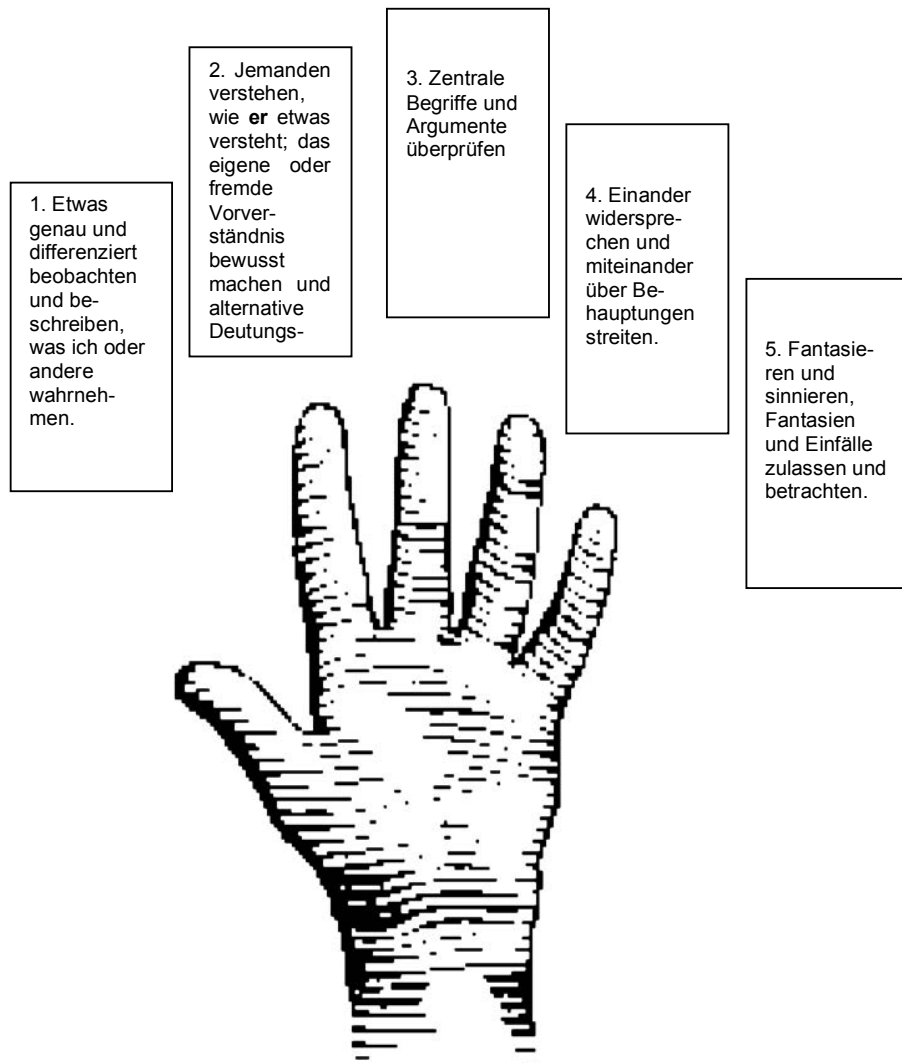 1. Etwas
genau und
differenziert
beobachten
und be-
schreiben,
was ich oder
andere
wahrneh-
men.
2. Jemanden
verstehen,
wie er etwas
versteht; das
eigene oder
fremde
Vorver-
ständnis
bewusst
machen und
alternative
Deutungs-
3. Zentrale
Begriffe und
Argumente
überprüfen
4. Einander
widerspre-
chen und
miteinander
über Be-
hauptungen
streiten.
5. Fantasie-
ren und
sinnieren,
Fantasien
und Einfälle
zulassen und
betrachten.